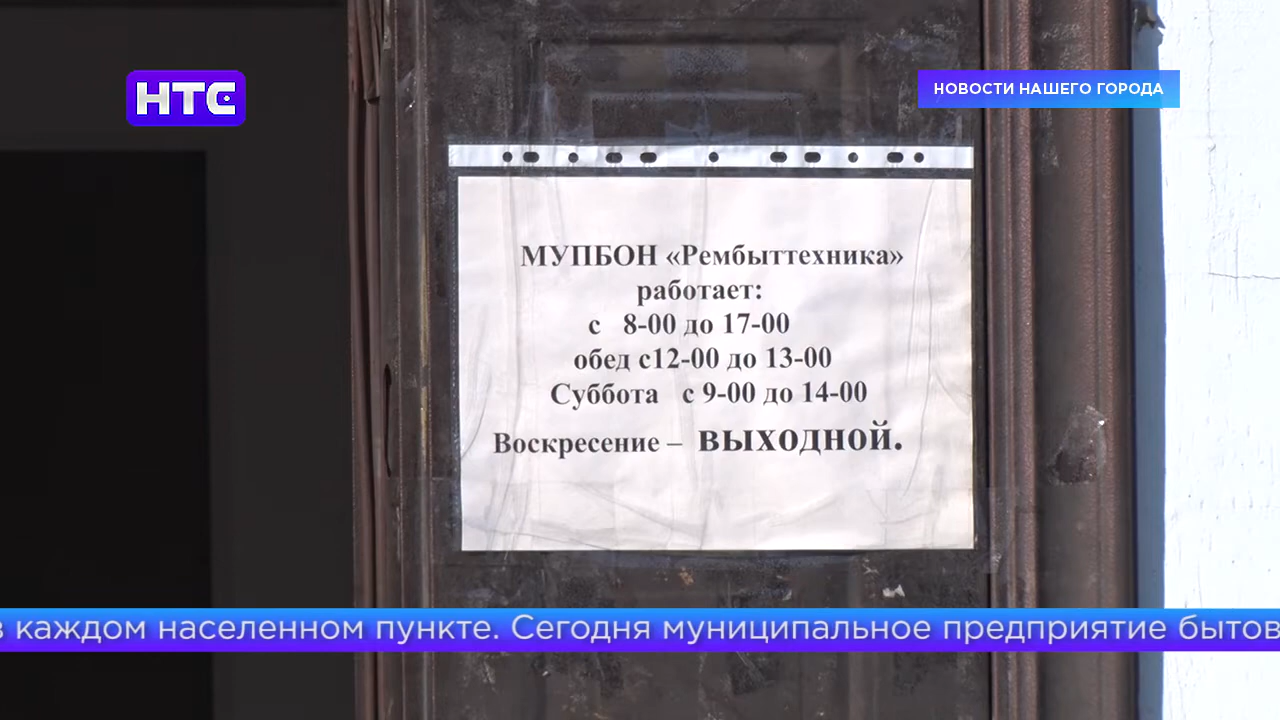 НТС
НОВОСТИ НАШЕГО ГОРОДА
МУПБОН «Рембыттехника»
работает:
с 8-00 до 17-00
обед с12-00 до 13-00
Суббота с 9-00 до 14-00
Воскресение – ВЫХОДНОЙ.
в каждом населенном пункте. Сегодня муниципальное предприятие бытов